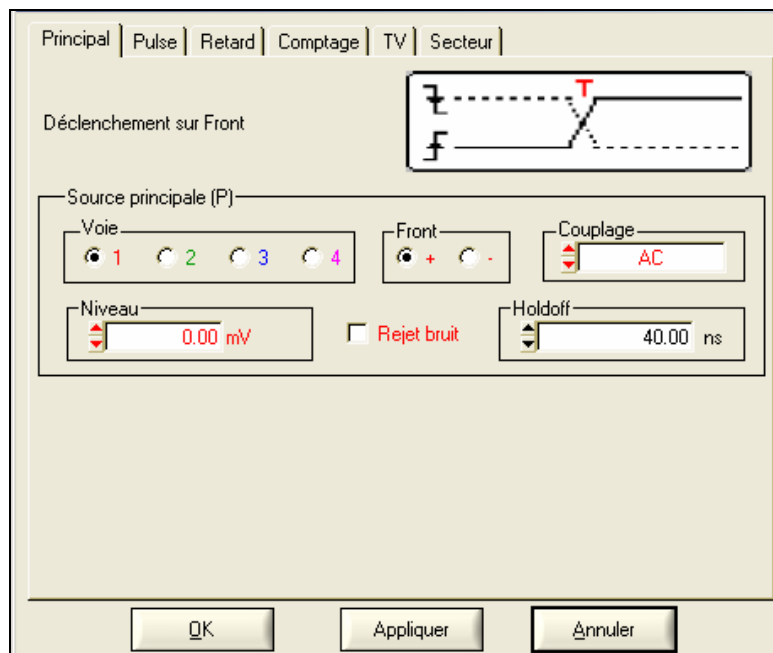 Principal Pulse Retard Comptage TV Secteur
T
Déclenchement sur Front
Source principale (P)
Voie Front Couplage
1 2 3 4 + - AC
Niveau Holdoff
0.00 mV Rejet bruit 40.00 ns
OK Appliquer Annuler